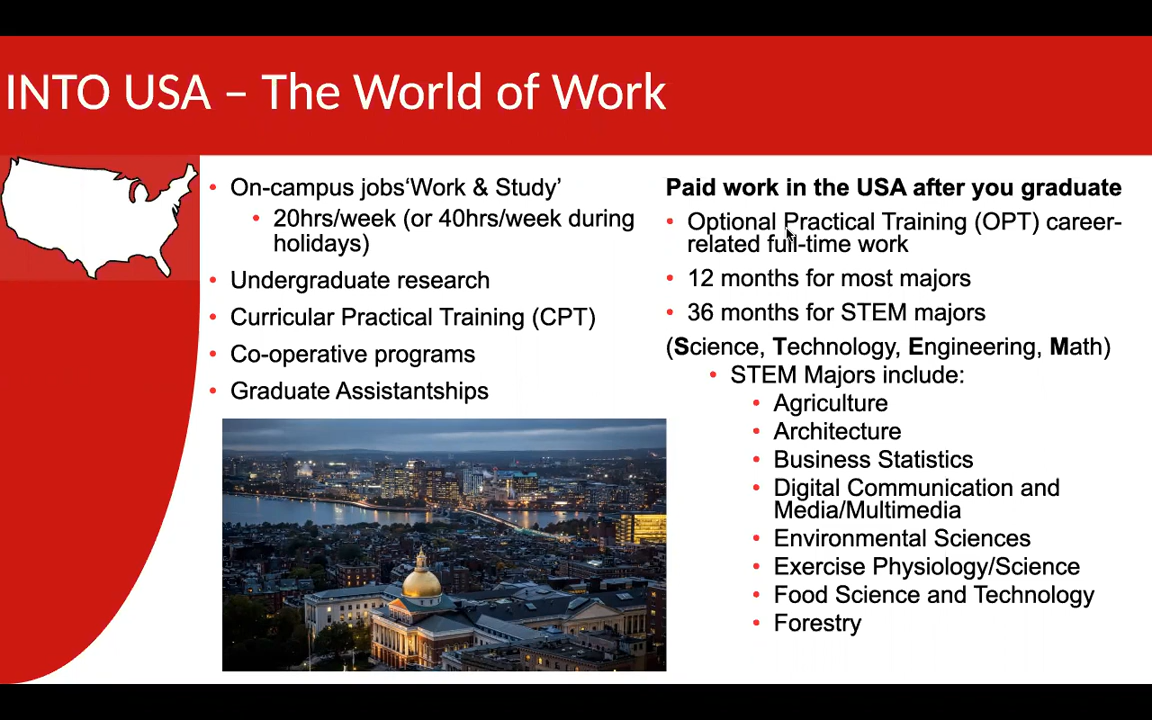 INTO USA – The World of Work
• On-campus jobs‘Work & Study’
• 20hrs/week (or 40hrs/week during
holidays)
• Undergraduate research
• Curricular Practical Training (CPT)
• Co-operative programs
• Graduate Assistantships
Paid work in the USA after you graduate
• Optional Practical Training (OPT) career-
related full-time work
• 12 months for most majors
• 36 months for STEM majors
(Science, Technology, Engineering, Math)
• STEM Majors include:
• Agriculture
• Architecture
• Business Statistics
• Digital Communication and
Media/Multimedia
• Environmental Sciences
• Exercise Physiology/Science
• Food Science and Technology
• Forestry